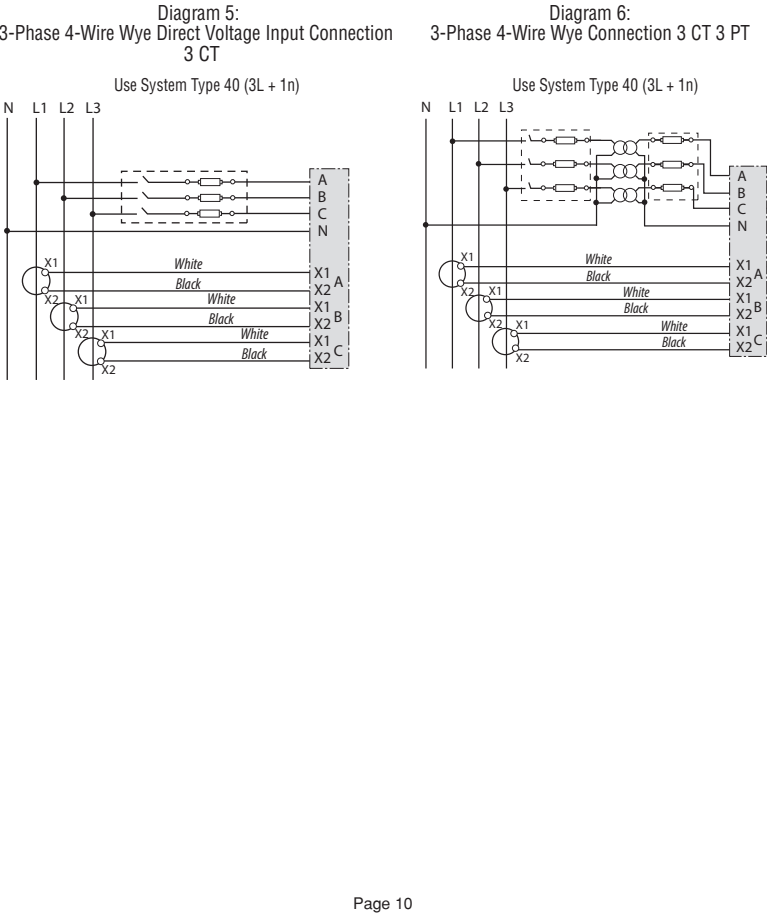 Diagram 5:
3-Phase 4-Wire Wye Direct Voltage Input Connection
3 CT
Use System Type 40 (3L + 1n)
N L1 L2 L3
A
B
C
N
X1
White
X1
A
Black
X2
X2
X1
White
X1
B
Black
X2
X2
X1
White
X1
C
Black
X2
X2
Diagram 6:
3-Phase 4-Wire Wye Connection 3 CT 3 PT
Use System Type 40 (3L + 1n)
N L1 L2 L3
A
B
C
N
X1
White
X1
A
Black
X2
X2
X1
White
X1
B
Black
X2
X2
X1
White
X1
C
Black
X2
X2
Page 10